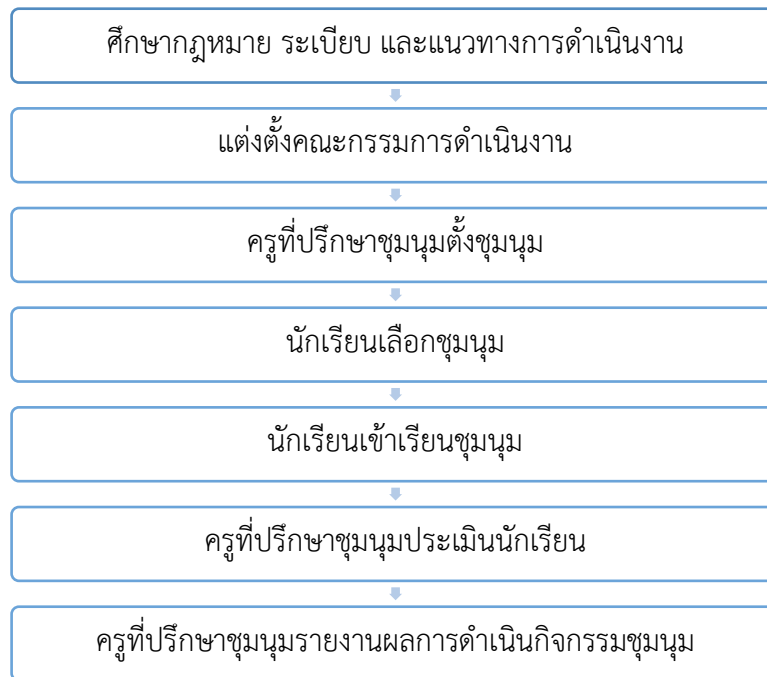 ศึกษากฎหมาย ระเบียบ และแนวทางการดำเนินงาน
แต่งตั้งคณะกรรมการดำเนินงาน
ครูที่ปรึกษาชุมนุมตั้งชุมนุม
นักเรียนเลือกชุมนุม
นักเรียนเข้าเรียนชุมนุม
ครูที่ปรึกษาชุมนุมประเมินนักเรียน
ครูที่ปรึกษาชุมนุมรายงานผลการดำเนินกิจกรรมชุมนุม